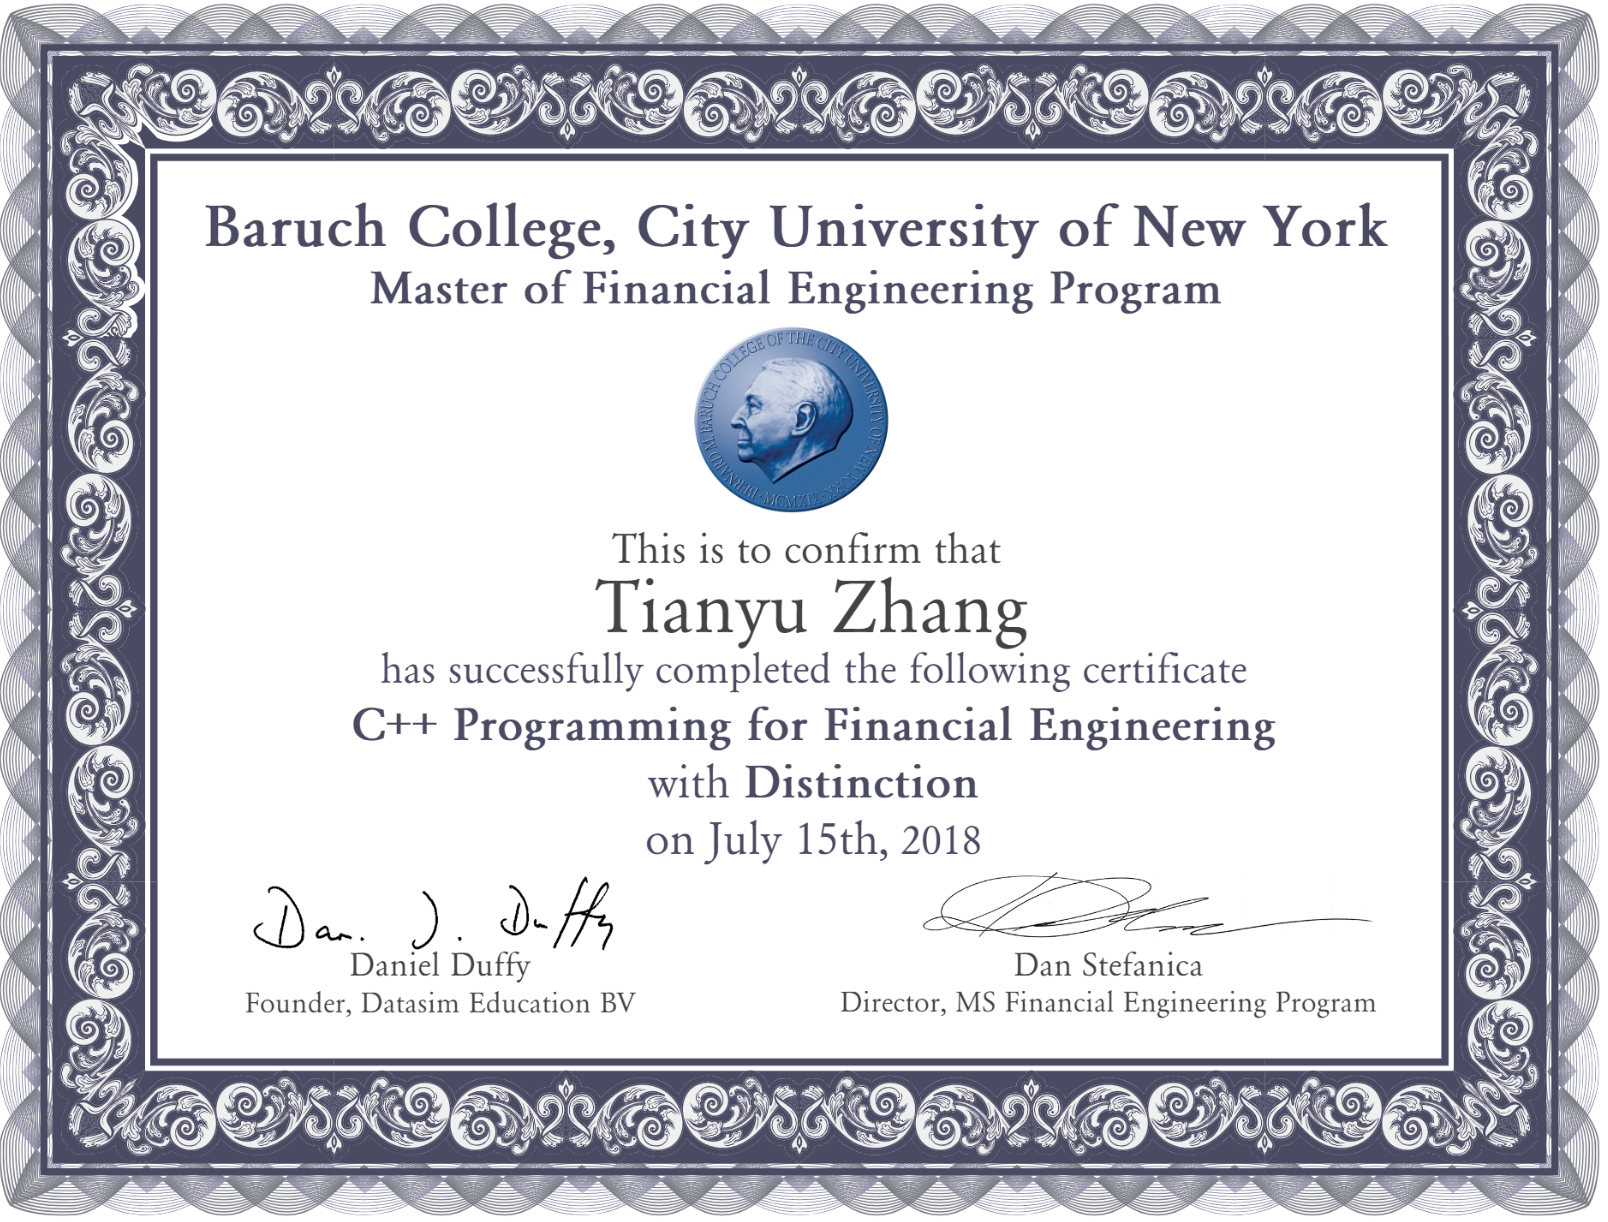 Baruch College, City University of New York
Master of Financial Engineering Program
BERNARD M. BARUCH COLLEGE OF THE CITY UNIVERSITY OF NEW YORK · MCMXIX ·
This is to confirm that
Tianyu Zhang
has successfully completed the following certificate
C++ Programming for Financial Engineering
with Distinction
on July 15th, 2018
Dan. J. Duffy
Daniel Duffy
Founder, Datasim Education BV
Dan Stefanica
Director, MS Financial Engineering Program